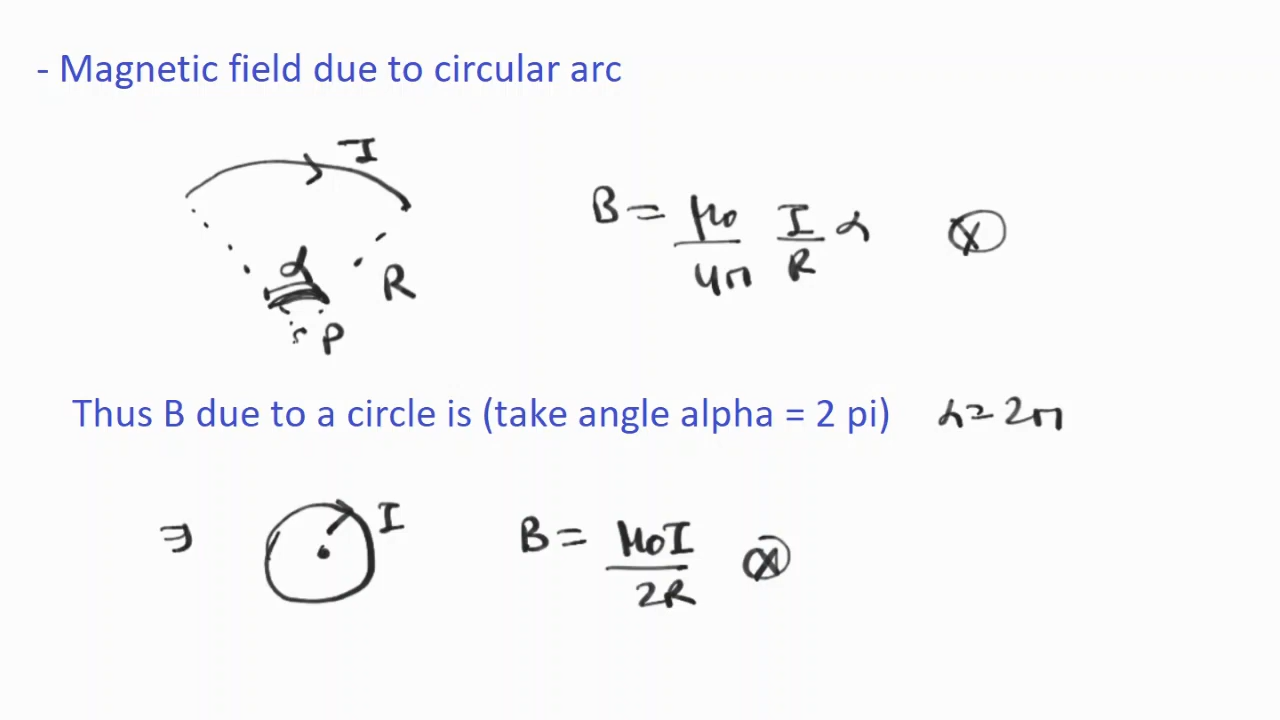 - Magnetic field due to circular arc
I
α
R
P
B = μ0/4π I/R α ⊗
Thus B due to a circle is (take angle alpha = 2 pi) α = 2π
⇒
I
B = μ0I/2R ⊗